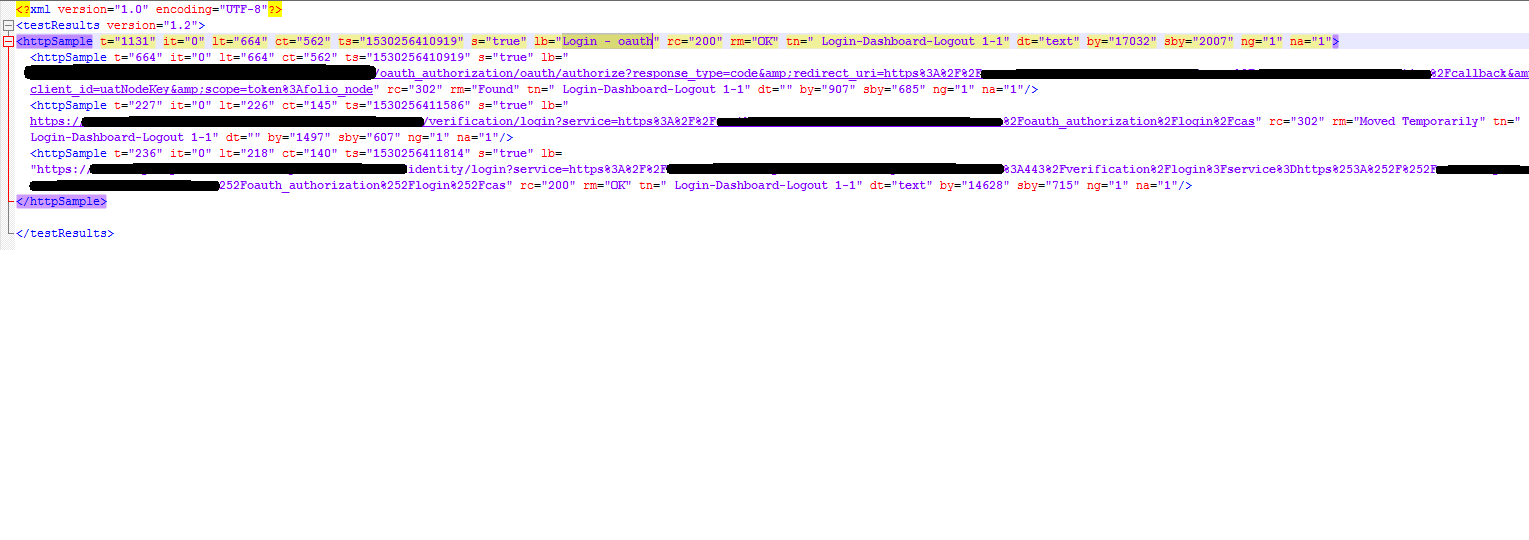 <?xml version="1.0" encoding="UTF-8"?>
<testResults version="1.2">
<httpSample t="1131" it="0" lt="664" ct="562" ts="1530256410919" s="true" lb="Login - oauth" rc="200" rm="OK" tn=" Login-Dashboard-Logout 1-1" dt="text" by="17032" sby="2007" ng="1" na="1">
<httpSample t="664" it="0" lt="664" ct="562" ts="1530256410919" s="true" lb="
/oauth_authorization/oauth/authorize?response_type=code&amp;redirect_uri=https%3A%2F%2F %2Fcallback&am
client_id=uatNodeKey&amp;scope=token%3Afolio_node" rc="302" rm="Found" tn=" Login-Dashboard-Logout 1-1" dt="" by="907" sby="685" ng="1" na="1"/>
<httpSample t="227" it="0" lt="226" ct="145" ts="1530256411586" s="true" lb="
https:/ /verification/login?service=https%3A%2F%2F %2Foauth_authorization%2Flogin%2Fcas" rc="302" rm="Moved Temporarily" tn="
Login-Dashboard-Logout 1-1" dt="" by="1497" sby="607" ng="1" na="1"/>
<httpSample t="236" it="0" lt="218" ct="140" ts="1530256411814" s="true" lb=
"https:/ identity/login?service=https%3A%2F%2F %3A443%2Fverification%2Flogin%3Fservice%3Dhttps%253A%252F%252F
252Foauth_authorization%252Flogin%252Fcas" rc="200" rm="OK" tn=" Login-Dashboard-Logout 1-1" dt="text" by="14628" sby="715" ng="1" na="1"/>
</httpSample>
</testResults>